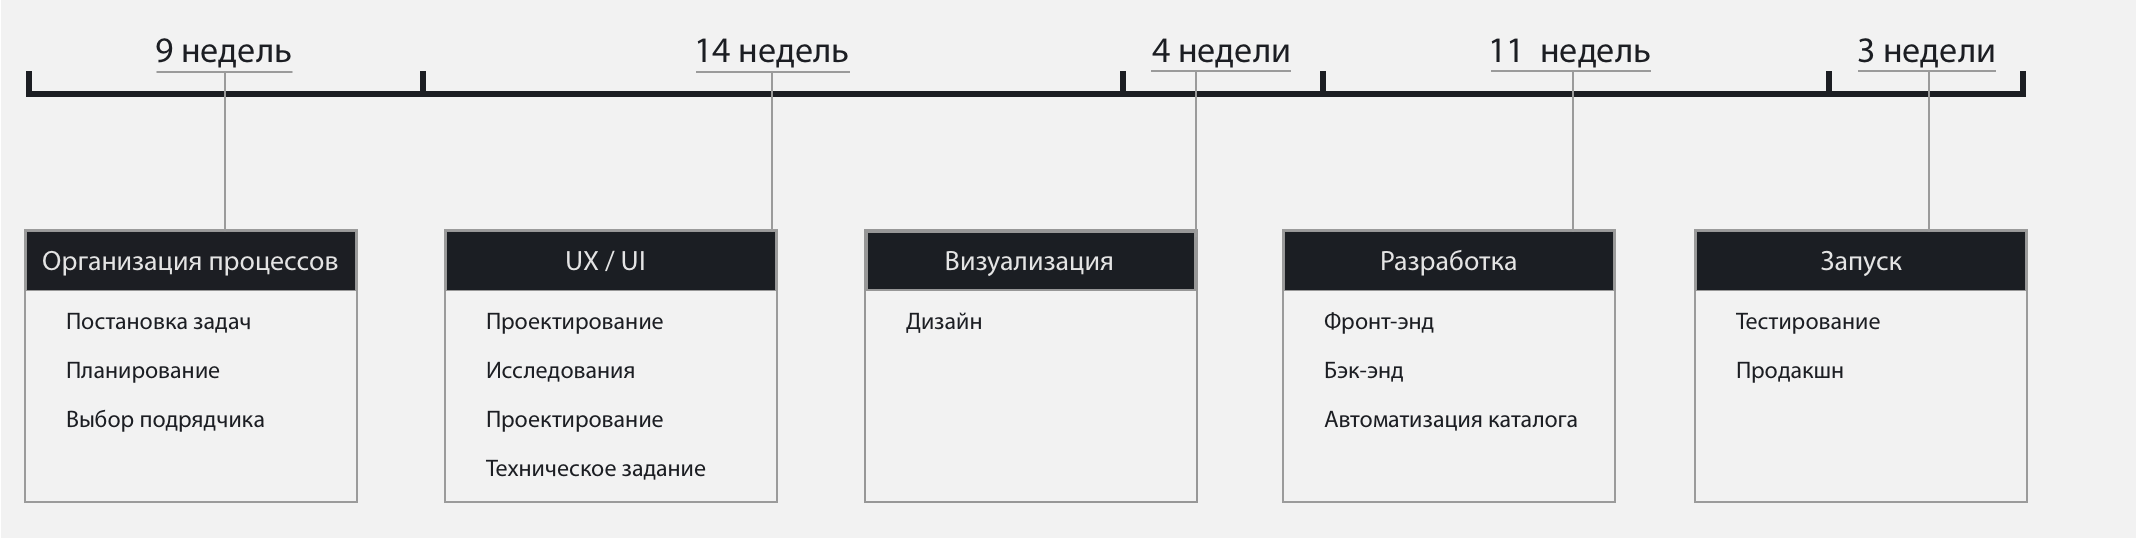 9 недель
14 недель
4 недели
11 недель
3 недели
Организация процессов
Постановка задач
Планирование
Выбор подрядчика
UX / UI
Проектирование
Исследования
Проектирование
Техническое задание
Визуализация
Дизайн
Разработка
Фронт-энд
Бэк-энд
Автоматизация каталога
Запуск
Тестирование
Продакшн